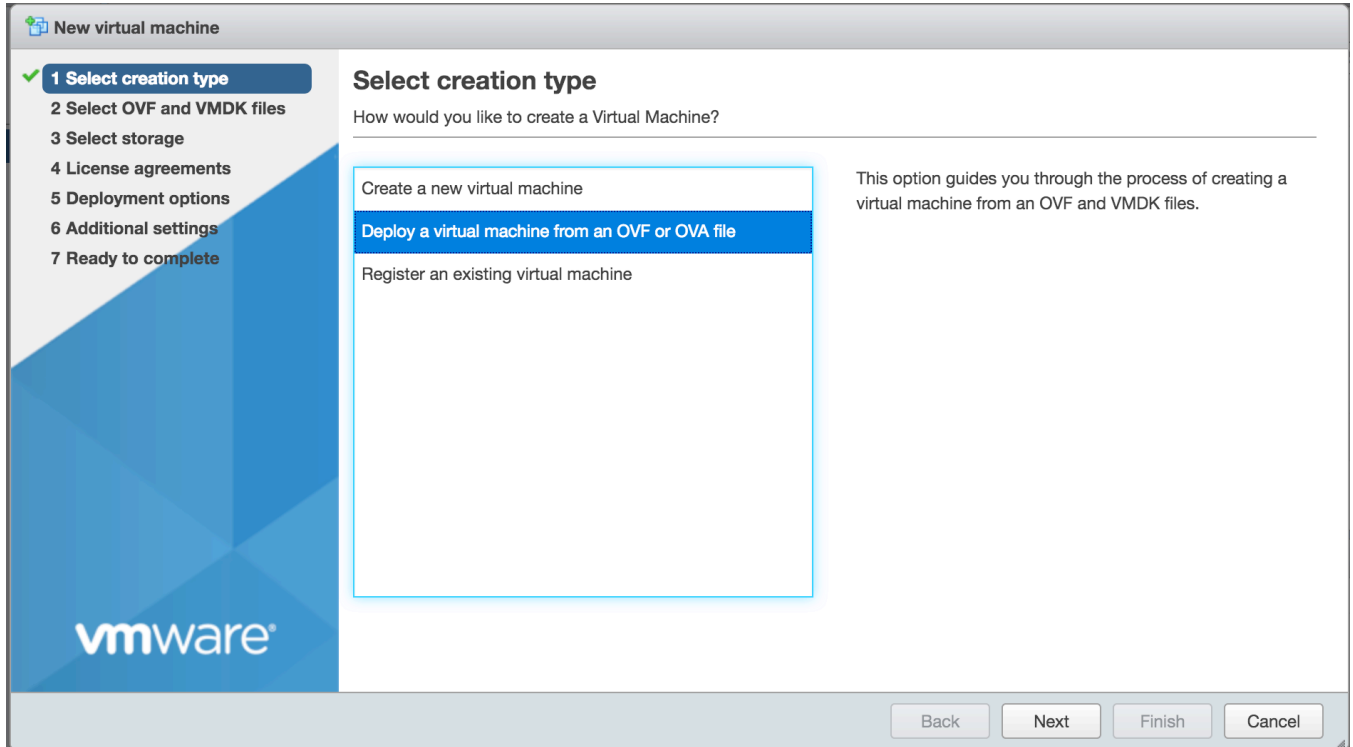 New virtual machine
1 Select creation type
2 Select OVF and VMDK files
3 Select storage
4 License agreements
5 Deployment options
6 Additional settings
7 Ready to complete
vmware®
Select creation type
How would you like to create a Virtual Machine?
Create a new virtual machine
Deploy a virtual machine from an OVF or OVA file
Register an existing virtual machine
This option guides you through the process of creating a
virtual machine from an OVF and VMDK files.
Back Next Finish Cancel